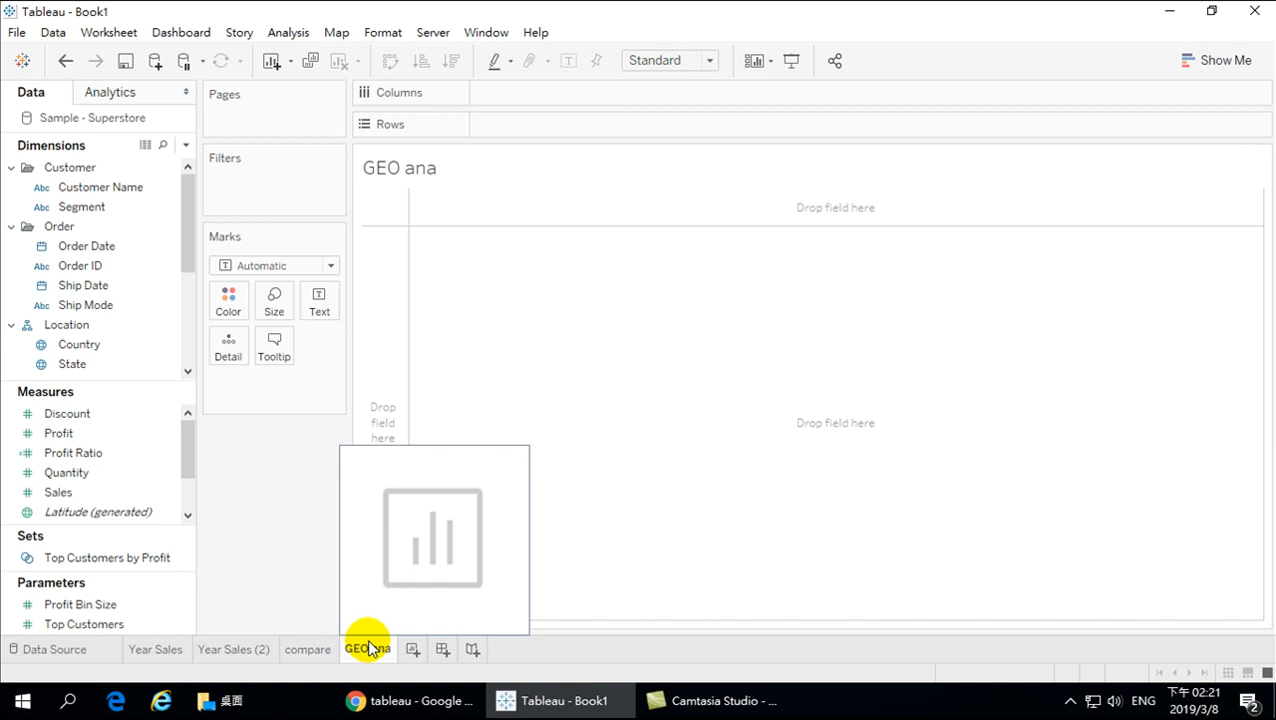 Tableau - Book1
File Data Worksheet Dashboard Story Analysis Map Format Server Window Help
Standard
Show Me
Data Analytics
Sample - Superstore
Dimensions
Customer
Abc Customer Name
Abc Segment
Order
Order Date
Abc Order ID
Ship Date
Abc Ship Mode
Location
Country
State
Measures
Discount
Profit
Profit Ratio
Quantity
Sales
Latitude (generated)
Sets
Top Customers by Profit
Parameters
Profit Bin Size
Top Customers
Pages
Filters
Marks
Automatic
Color Size Text
Detail Tooltip
Columns
Rows
GEO ana
Drop field here
Drop
field
here
Drop field here
Data Source Year Sales Year Sales (2) compare GEO ana
桌面 tableau - Google ... Tableau - Book1 Camtasia Studio - ... ENG 下午 02:21
2019/3/8 2